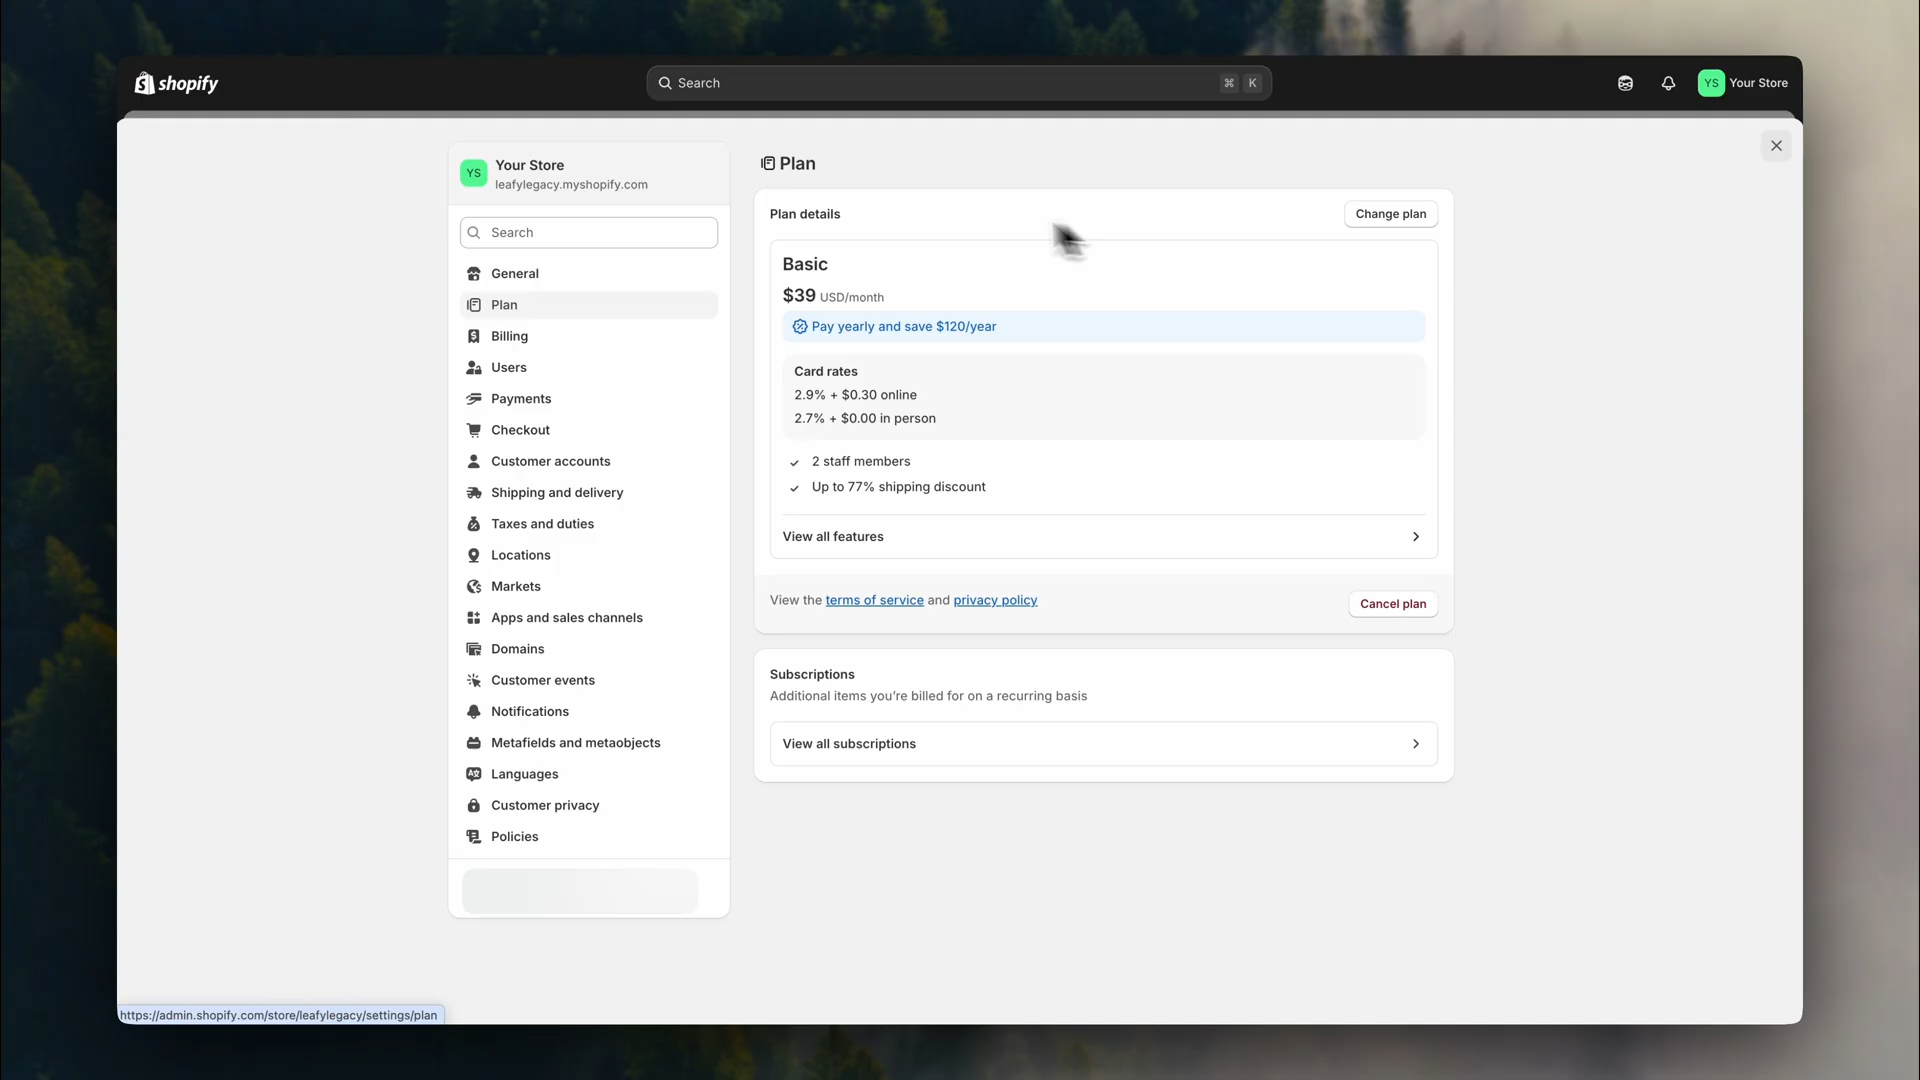 shopify
Search
⌘ K
YS Your Store
YS
Your Store
leafylegacy.myshopify.com
Search
General
Plan
Billing
Users
Payments
Checkout
Customer accounts
Shipping and delivery
Taxes and duties
Locations
Markets
Apps and sales channels
Domains
Customer events
Notifications
Metafields and metaobjects
Languages
Customer privacy
Policies
Plan
Plan details
Change plan
Basic
$39 USD/month
Pay yearly and save $120/year
Card rates
2.9% + $0.30 online
2.7% + $0.00 in person
2 staff members
Up to 77% shipping discount
View all features
View the terms of service and privacy policy
Cancel plan
Subscriptions
Additional items you’re billed for on a recurring basis
View all subscriptions
https://admin.shopify.com/store/leafylegacy/settings/plan